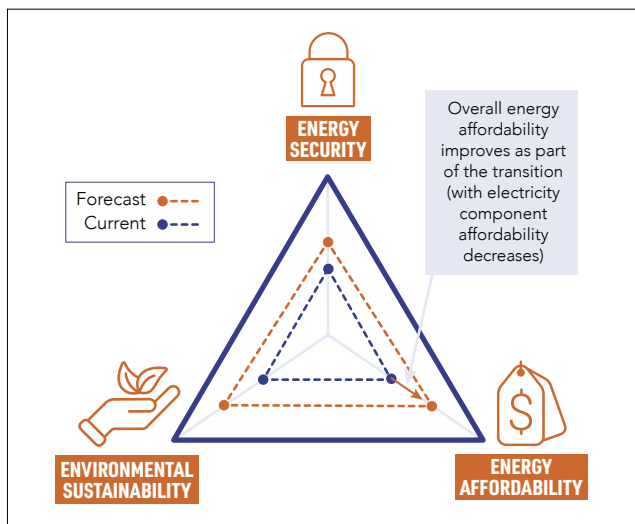 ENERGY
SECURITY
Overall energy
affordability
improves as part
of the transition
(with electricity
component
affordability
decreases)
Forecast
Current
ENVIRONMENTAL
SUSTAINABILITY
$
ENERGY
AFFORDABILITY